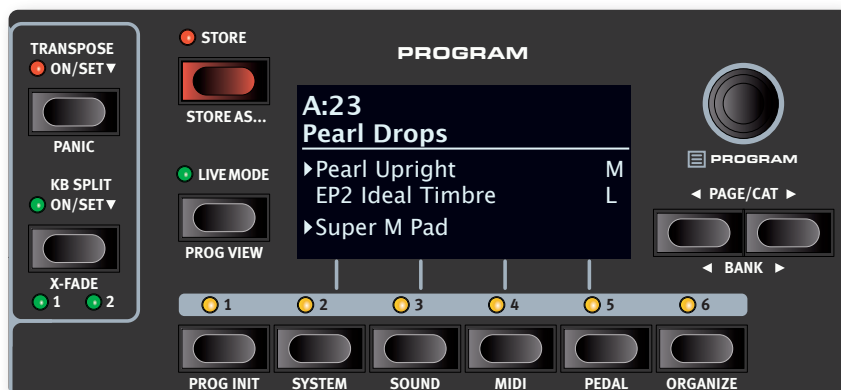 TRANSPOSE
ON/SET▼
PANIC
KB SPLIT
ON/SET▼
X-FADE
1 2
STORE
STORE AS...
LIVE MODE
PROG VIEW
PROGRAM
A:23
Pearl Drops
Pearl Upright M
EP2 Ideal Timbre L
Super M Pad
PROGRAM
◄ PAGE/CAT ►
◄ BANK ►
1 2 3 4 5 6
PROG INIT SYSTEM SOUND MIDI PEDAL ORGANIZE